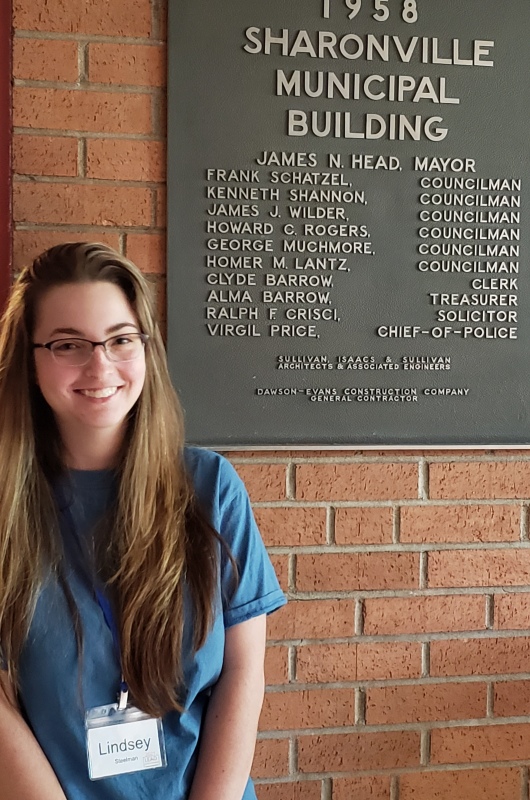 1958
SHARONVILLE
MUNICIPAL
BUILDING
JAMES N. HEAD, MAYOR
FRANK SCHATZEL, COUNCILMAN
KENNETH SHANNON, COUNCILMAN
JAMES J. WILDER, COUNCILMAN
HOWARD C. ROGERS, COUNCILMAN
GEORGE MUCHMORE, COUNCILMAN
HOMER M. LANTZ, COUNCILMAN
CLYDE BARROW, CLERK
ALMA BARROW, TREASURER
RALPH F. CRISCI, SOLICITOR
VIRGIL PRICE, CHIEF-OF-POLICE
SULLIVAN, ISAACS & SULLIVAN
ARCHITECTS & ASSOCIATED ENGINEERS
DAWSON-EVANS CONSTRUCTION COMPANY
GENERAL CONTRACTOR
Lindsey
Steelman